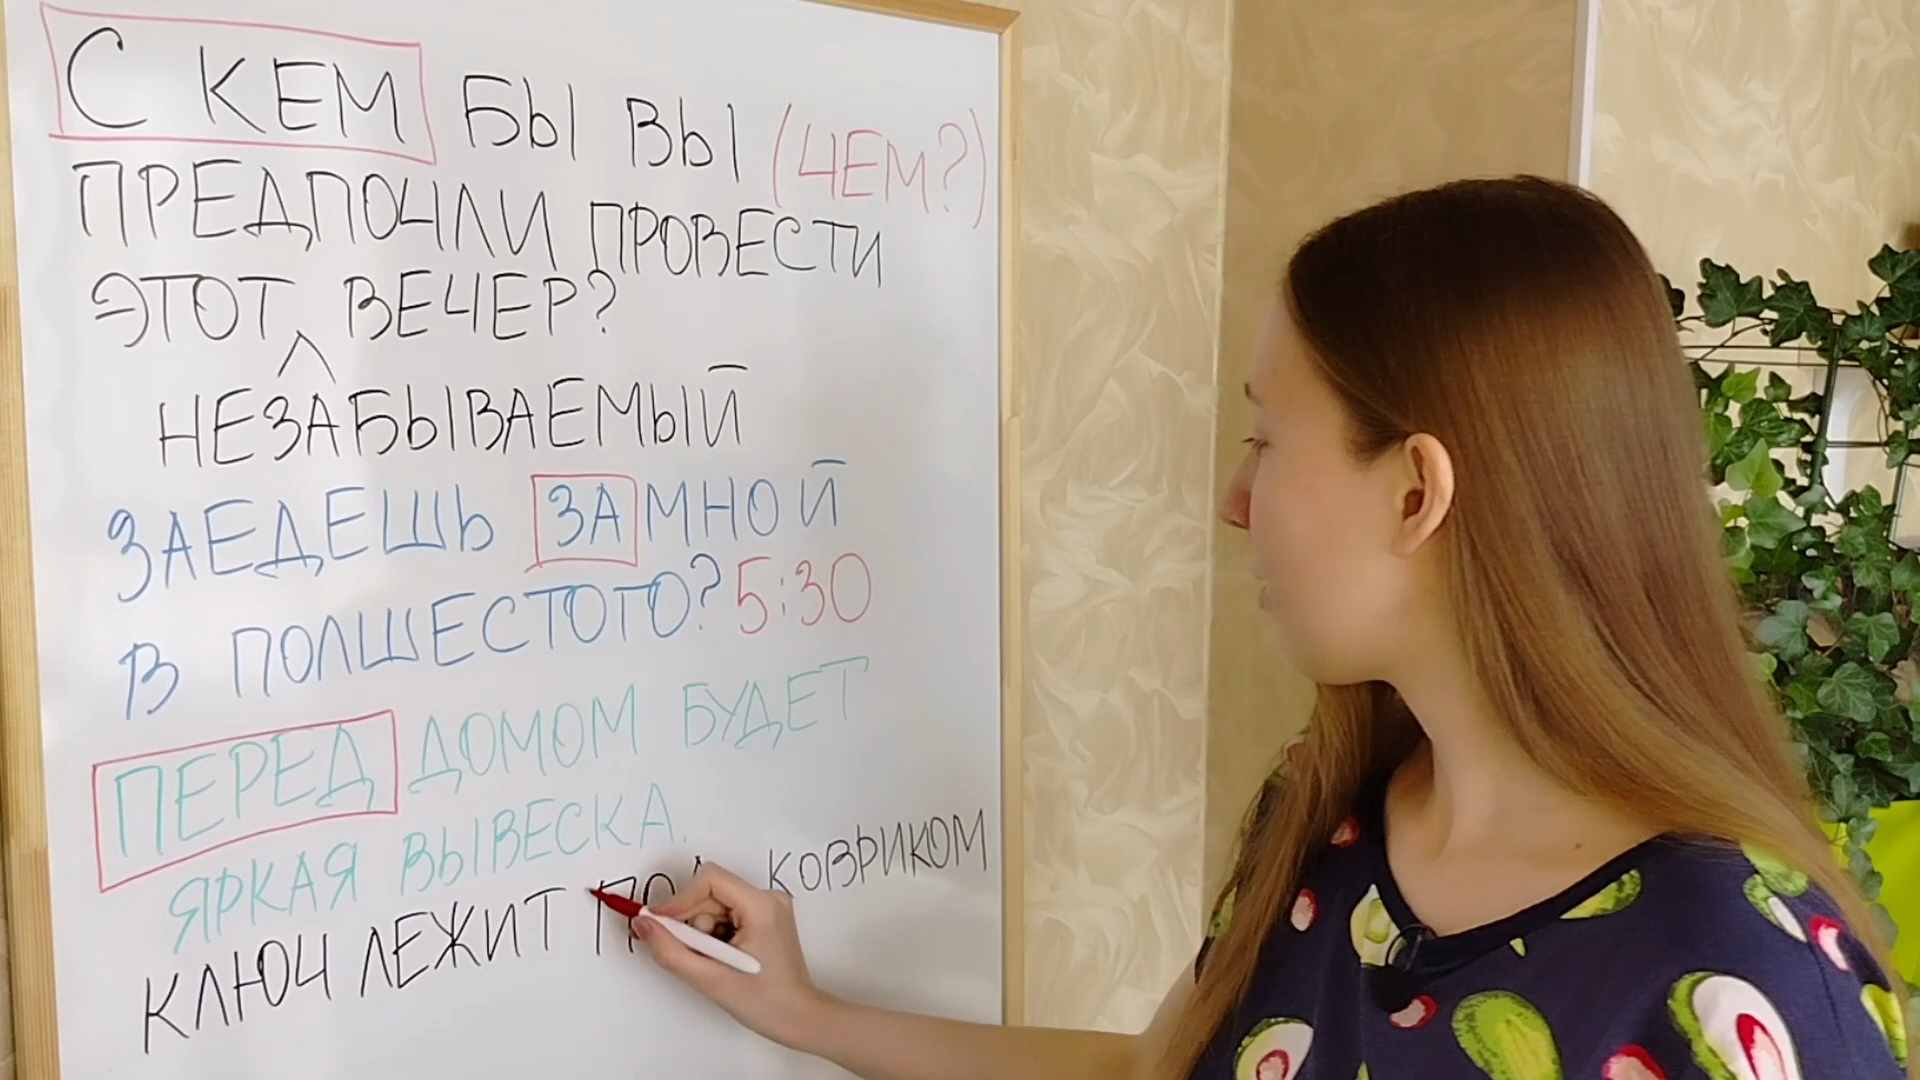 С КЕМ БЫ ВЫ (ЧЕМ?)
ПРЕДПОЧЛИ ПРОВЕСТИ
ЭТОТ ВЕЧЕР?
НЕЗАБЫВАЕМЫЙ
ЗАЕДЕШЬ ЗА МНОЙ
В ПОЛШЕСТОГО? 5:30
ПЕРЕД ДОМОМ БУДЕТ
ЯРКАЯ ВЫВЕСКА.
КЛЮЧ ЛЕЖИТ КОВРИКОМ